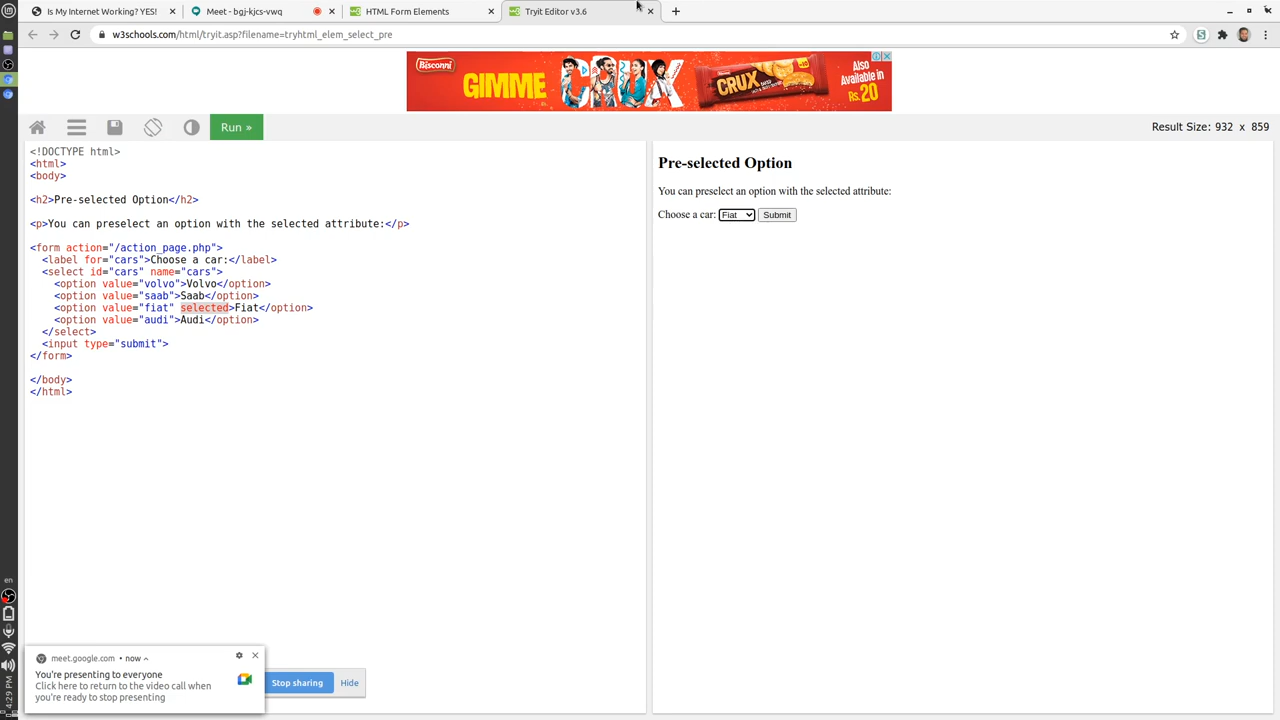 Is My Internet Working? YES!
Meet - bgj-kjcs-vwq
HTML Form Elements
Tryit Editor v3.6
w3schools.com/html/tryit.asp?filename=tryhtml_elem_select_pre
Bisconni
GIMME CRUX
CRUX
Also
Available in
Rs.20
Run »
Result Size: 932 x 859
<!DOCTYPE html>
<html>
<body>
<h2>Pre-selected Option</h2>
<p>You can preselect an option with the selected attribute:</p>
<form action="/action_page.php">
<label for="cars">Choose a car:</label>
<select id="cars" name="cars">
<option value="volvo">Volvo</option>
<option value="saab">Saab</option>
<option value="fiat" selected>Fiat</option>
<option value="audi">Audi</option>
</select>
<input type="submit">
</form>
</body>
</html>
Pre-selected Option
You can preselect an option with the selected attribute:
Choose a car: Fiat Submit
en
4:29 PM
meet.google.com • now
You're presenting to everyone
Click here to return to the video call when
you're ready to stop presenting
Stop sharing
Hide